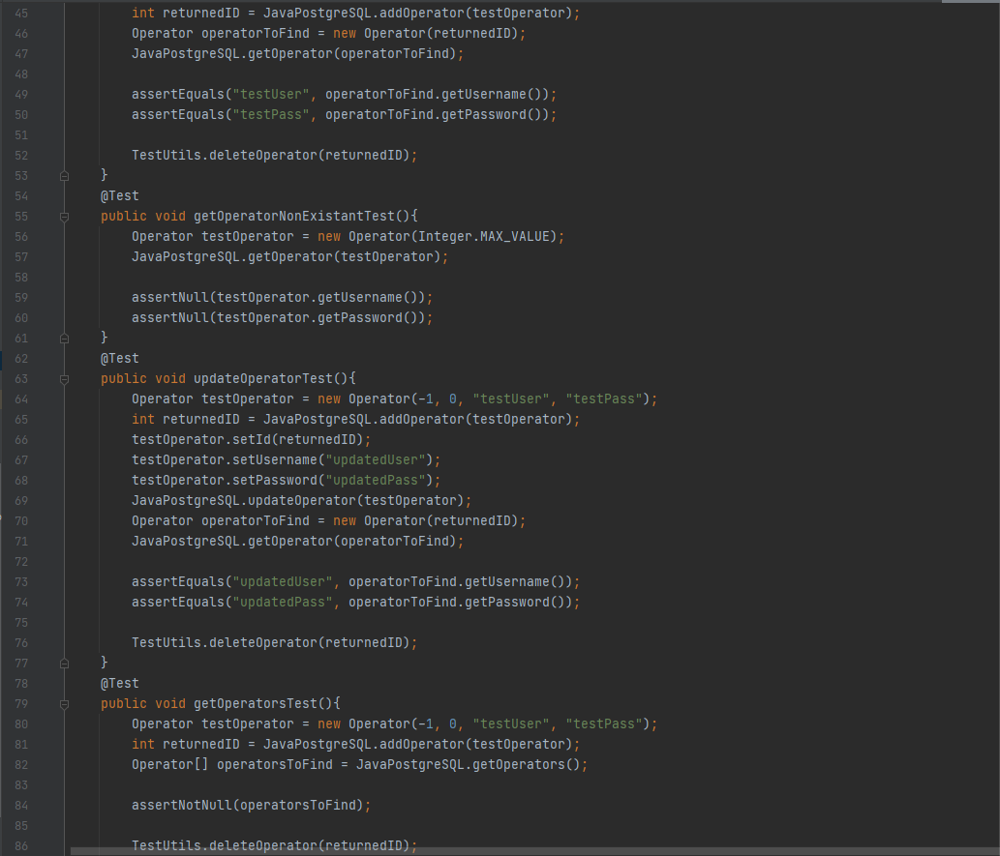 45 int returnedID = JavaPostgreSQL.addOperator(testOperator);
46 Operator operatorToFind = new Operator(returnedID);
47 JavaPostgreSQL.getOperator(operatorToFind);
48
49 assertEquals("testUser", operatorToFind.getUsername());
50 assertEquals("testPass", operatorToFind.getPassword());
51
52 TestUtils.deleteOperator(returnedID);
53 }
54 @Test
55 public void getOperatorNonExistantTest(){
56 Operator testOperator = new Operator(Integer.MAX_VALUE);
57 JavaPostgreSQL.getOperator(testOperator);
58
59 assertNull(testOperator.getUsername());
60 assertNull(testOperator.getPassword());
61 }
62 @Test
63 public void updateOperatorTest(){
64 Operator testOperator = new Operator(-1, 0, "testUser", "testPass");
65 int returnedID = JavaPostgreSQL.addOperator(testOperator);
66 testOperator.setId(returnedID);
67 testOperator.setUsername("updatedUser");
68 testOperator.setPassword("updatedPass");
69 JavaPostgreSQL.updateOperator(testOperator);
70 Operator operatorToFind = new Operator(returnedID);
71 JavaPostgreSQL.getOperator(operatorToFind);
72
73 assertEquals("updatedUser", operatorToFind.getUsername());
74 assertEquals("updatedPass", operatorToFind.getPassword());
75
76 TestUtils.deleteOperator(returnedID);
77 }
78 @Test
79 public void getOperatorsTest(){
80 Operator testOperator = new Operator(-1, 0, "testUser", "testPass");
81 int returnedID = JavaPostgreSQL.addOperator(testOperator);
82 Operator[] operatorsToFind = JavaPostgreSQL.getOperators();
83
84 assertNotNull(operatorsToFind);
85
86 TestUtils.deleteOperator(returnedID);